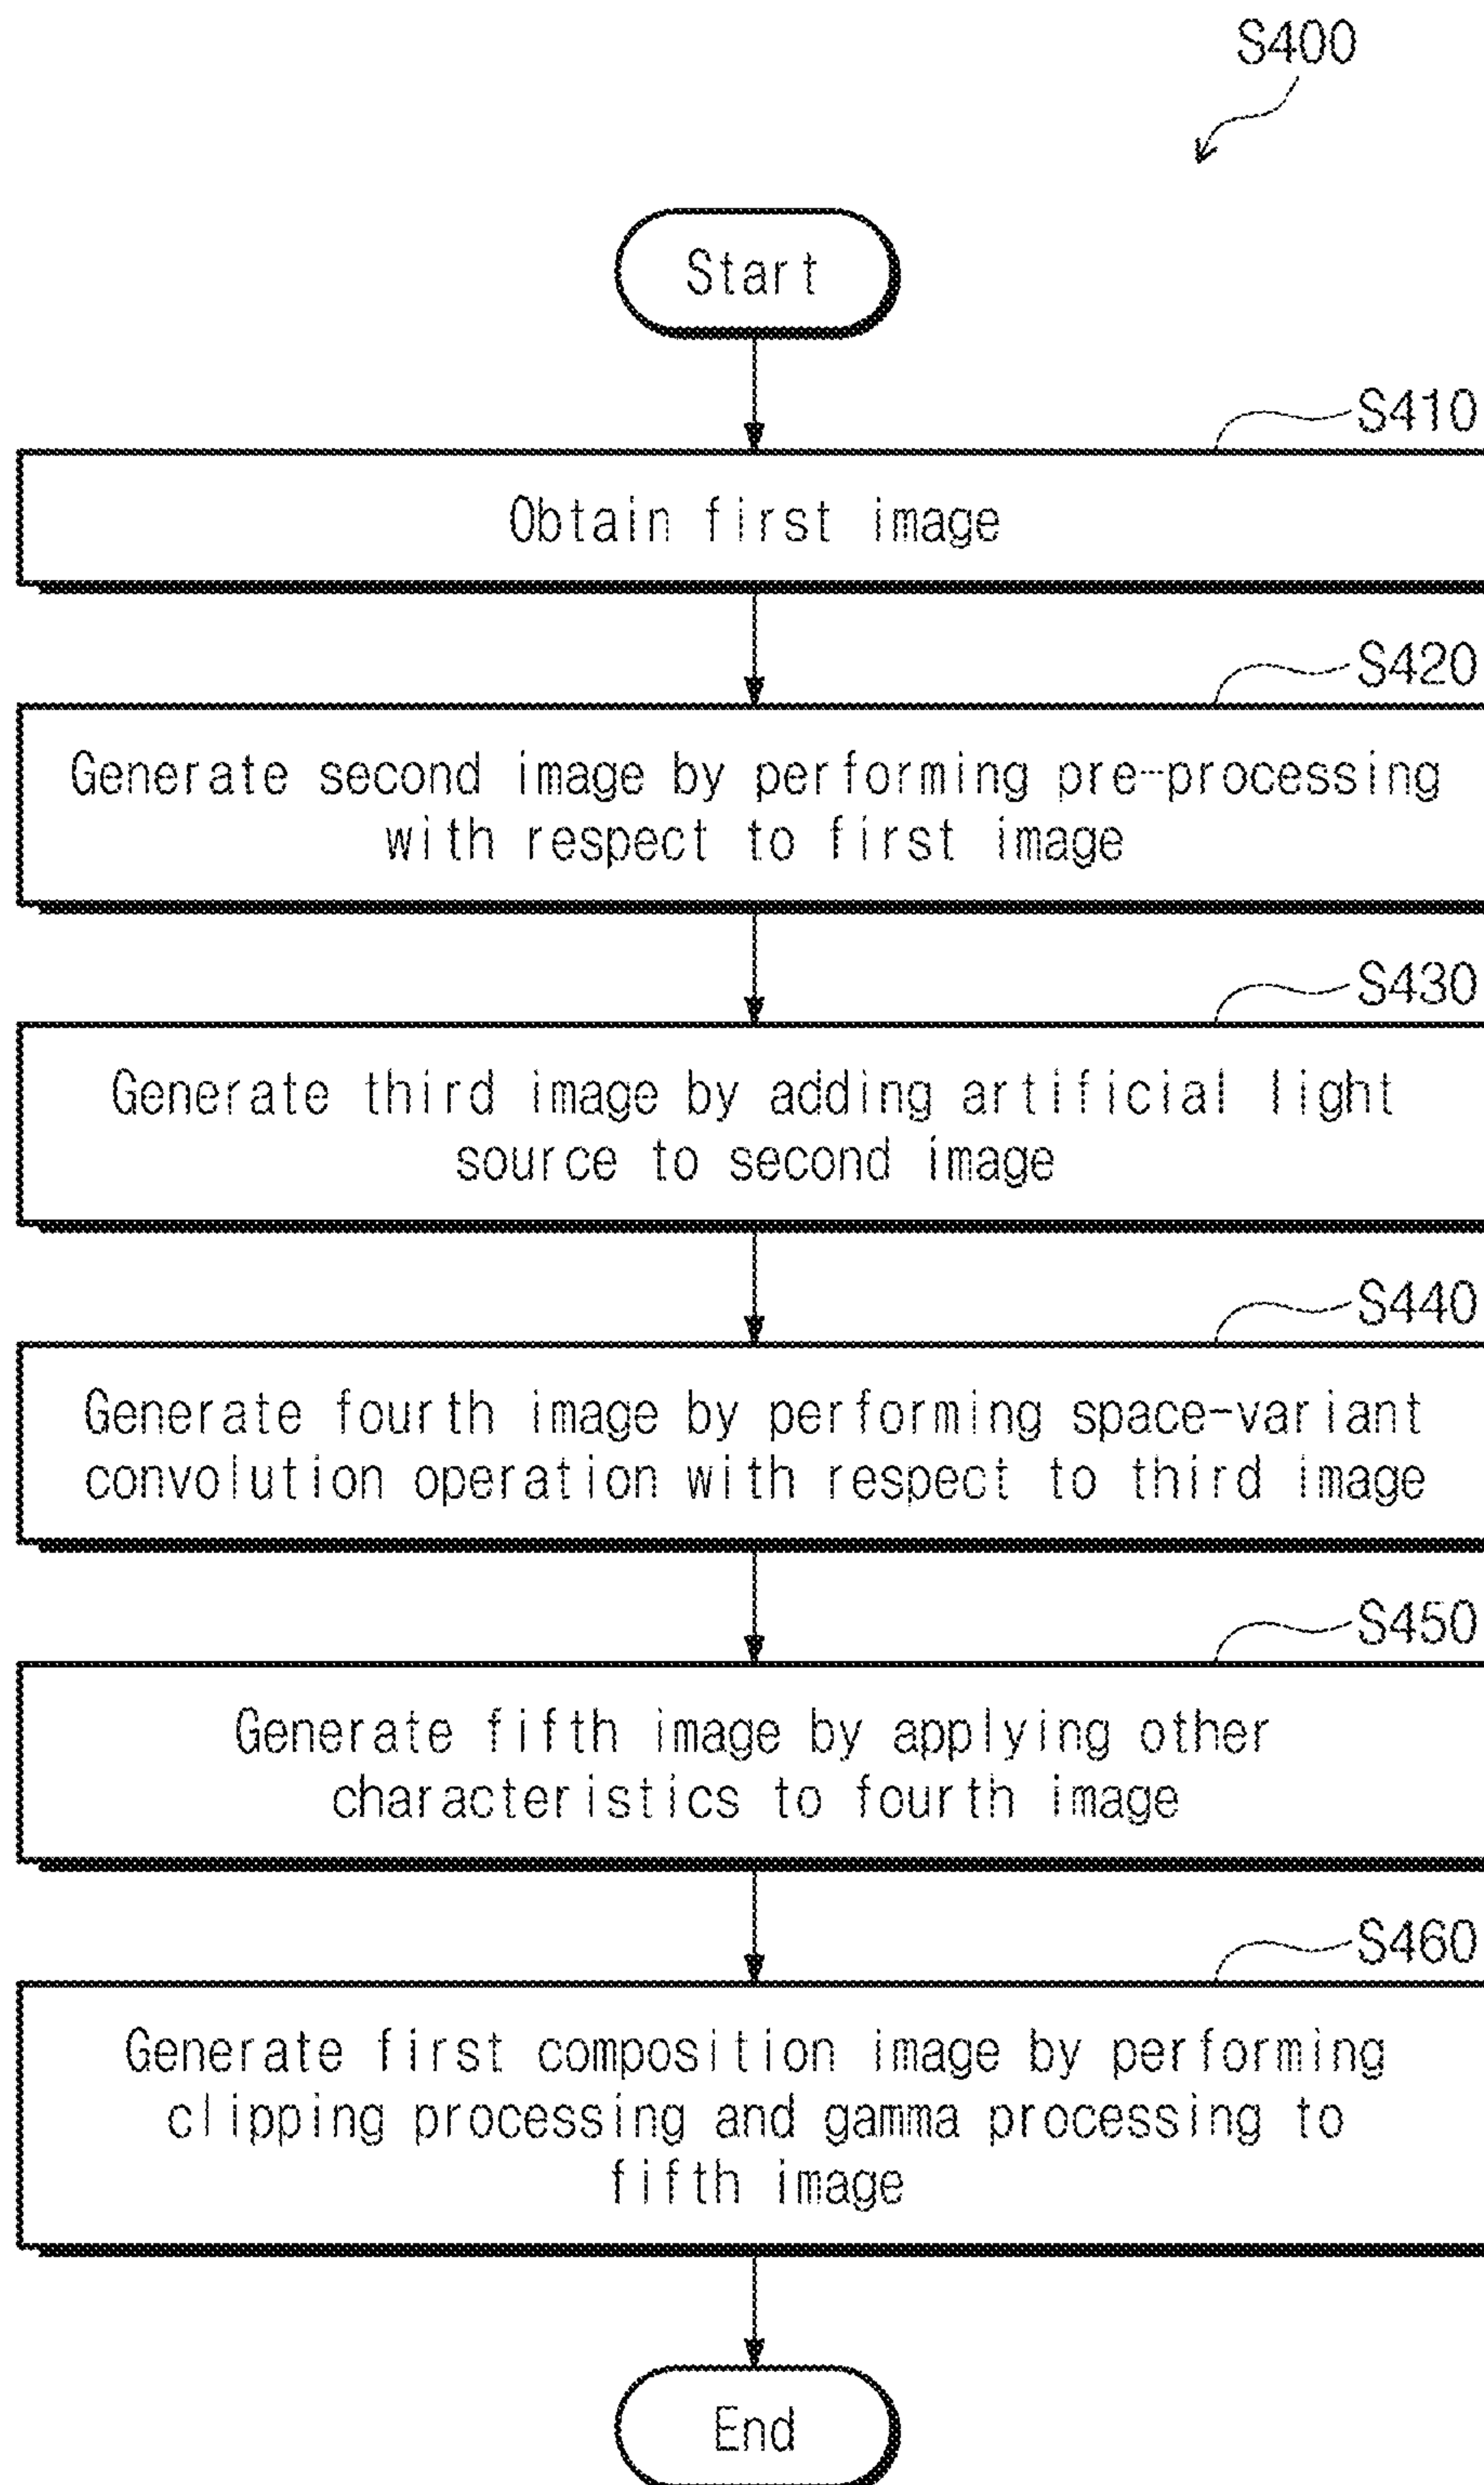 S400
Start
S410
Obtain first image
S420
Generate second image by performing pre-processing
with respect to first image
S430
Generate third image by adding artificial light
source to second image
S440
Generate fourth image by performing space-variant
convolution operation with respect to third image
S450
Generate fifth image by applying other
characteristics to fourth image
S460
Generate first composition image by performing
clipping processing and gamma processing to
fifth image
End